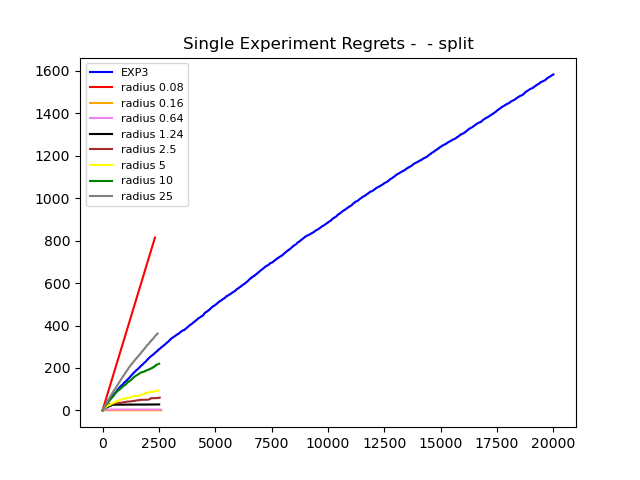 Single Experiment Regrets -  - split
EXP3
radius 0.08
radius 0.16
radius 0.64
radius 1.24
radius 2.5
radius 5
radius 10
radius 25
1600
1400
1200
1000
800
600
400
200
0
0 2500 5000 7500 10000 12500 15000 17500 20000